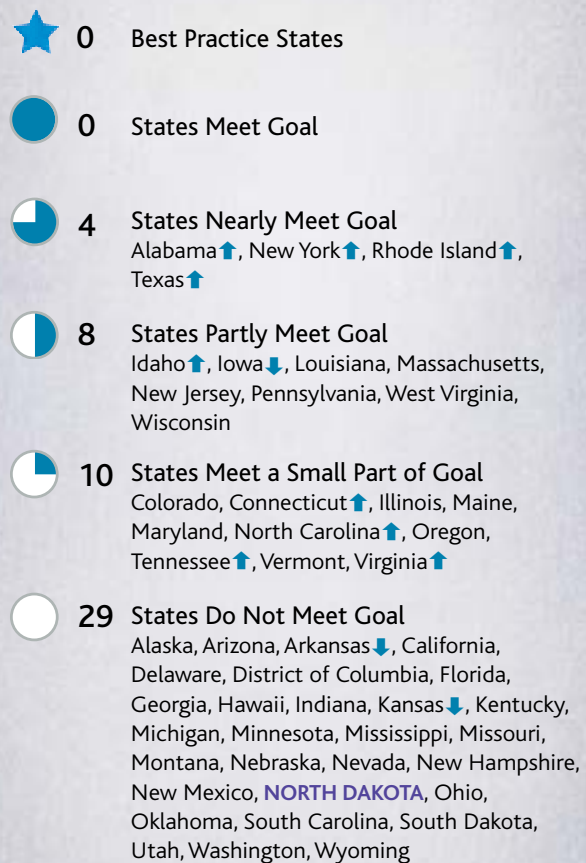 0 Best Practice States
0 States Meet Goal
4 States Nearly Meet Goal
Alabama⬆, New York⬆, Rhode Island⬆,
Texas⬆
8 States Partly Meet Goal
Idaho⬆, Iowa⬇, Louisiana, Massachusetts,
New Jersey, Pennsylvania, West Virginia,
Wisconsin
10 States Meet a Small Part of Goal
Colorado, Connecticut⬆, Illinois, Maine,
Maryland, North Carolina⬆, Oregon,
Tennessee⬆, Vermont, Virginia⬆
29 States Do Not Meet Goal
Alaska, Arizona, Arkansas⬇, California,
Delaware, District of Columbia, Florida,
Georgia, Hawaii, Indiana, Kansas⬇, Kentucky,
Michigan, Minnesota, Mississippi, Missouri,
Montana, Nebraska, Nevada, New Hampshire,
New Mexico, NORTH DAKOTA, Ohio,
Oklahoma, South Carolina, South Dakota,
Utah, Washington, Wyoming